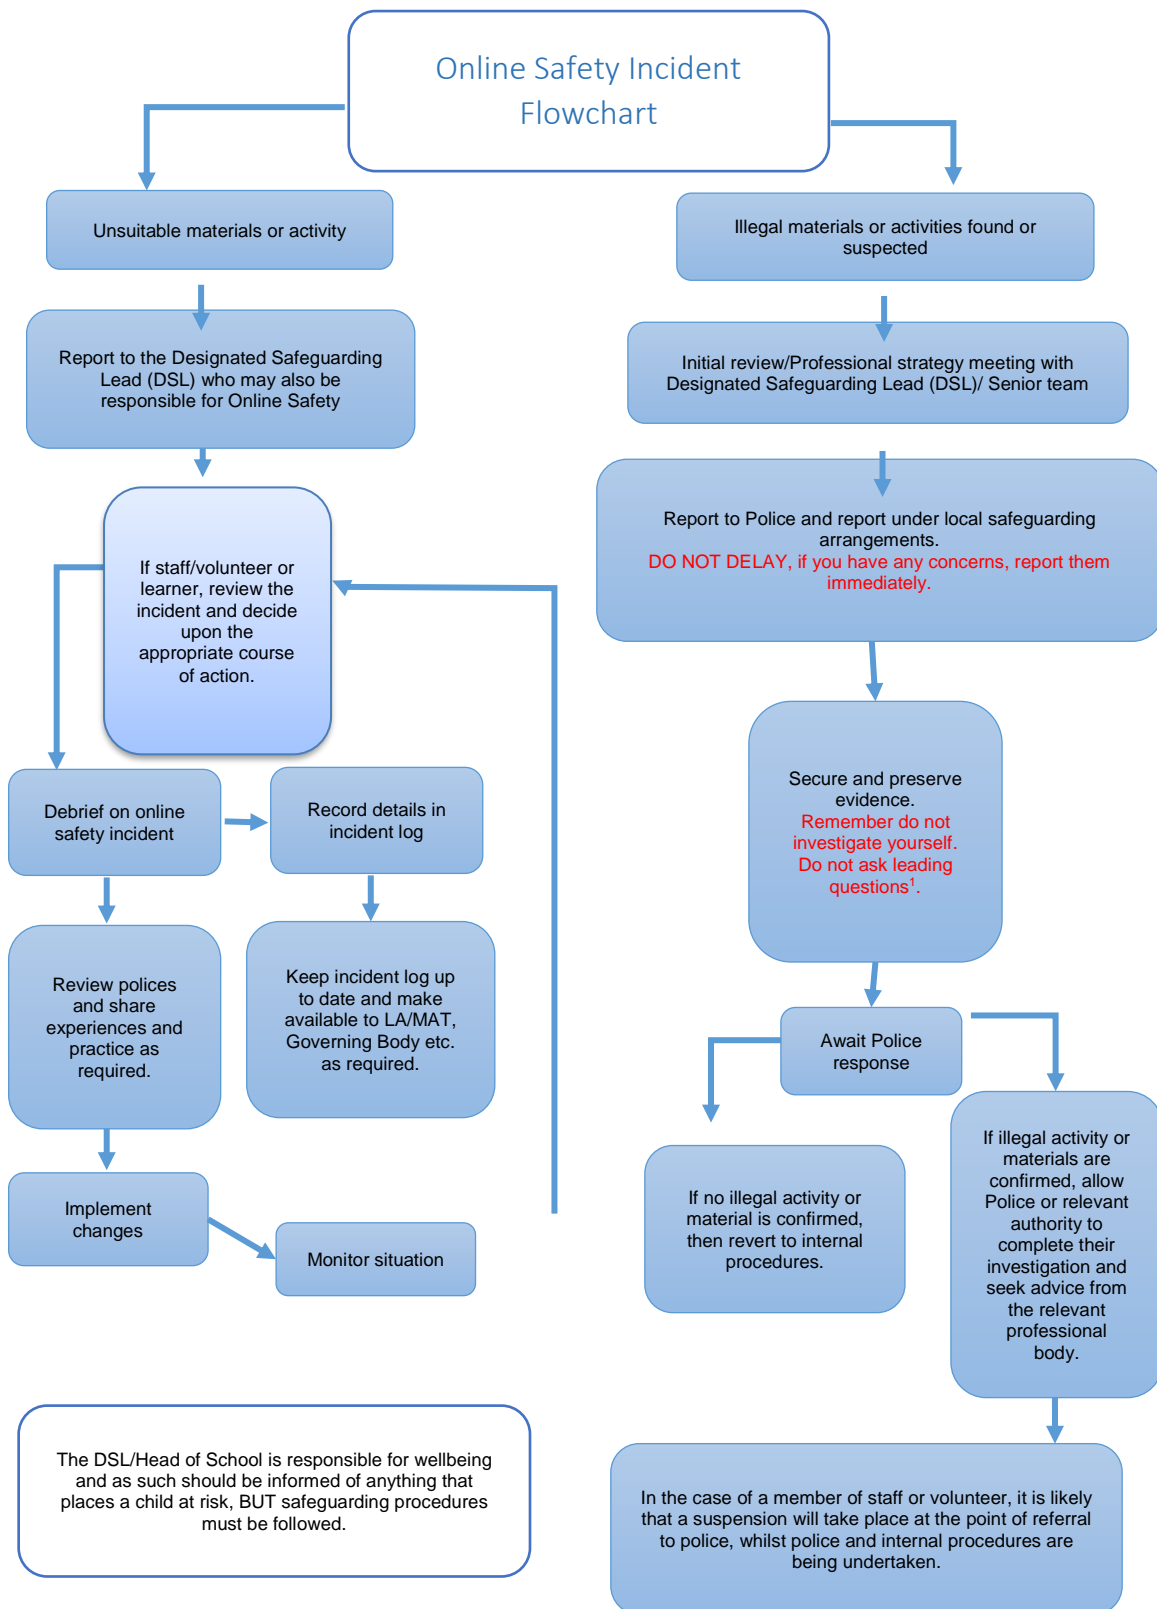 Online Safety Incident
Flowchart
Unsuitable materials or activity
Report to the Designated Safeguarding
Lead (DSL) who may also be
responsible for Online Safety
If staff/volunteer or
learner, review the
incident and decide
upon the
appropriate course
of action.
Debrief on online
safety incident
Record details in
incident log
Review polices
and share
experiences and
practice as
required.
Keep incident log up
to date and make
available to LA/MAT,
Governing Body etc.
as required.
Implement
changes
Monitor situation
The DSL/Head of School is responsible for wellbeing
and as such should be informed of anything that
places a child at risk, BUT safeguarding procedures
must be followed.
Illegal materials or activities found or
suspected
Initial review/Professional strategy meeting with
Designated Safeguarding Lead (DSL)/ Senior team
Report to Police and report under local safeguarding
arrangements.
DO NOT DELAY, if you have any concerns, report them
immediately.
Secure and preserve
evidence.
Remember do not
investigate yourself.
Do not ask leading
questions¹.
Await Police
response
If no illegal activity or
material is confirmed,
then revert to internal
procedures.
If illegal activity or
materials are
confirmed, allow
Police or relevant
authority to
complete their
investigation and
seek advice from
the relevant
professional
body.
In the case of a member of staff or volunteer, it is likely
that a suspension will take place at the point of referral
to police, whilst police and internal procedures are
being undertaken.